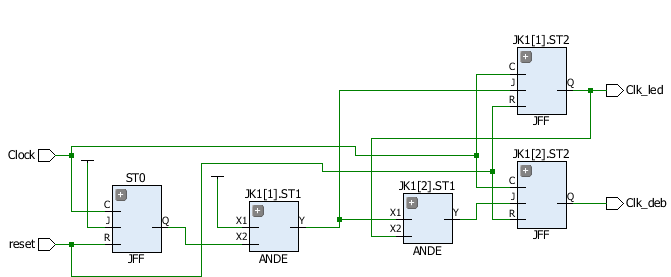 JK1[1].ST2
C
J
R
Q
Clk_led
JFF
Clock
JK1[2].ST2
ST0
C
J
R
Q
Clk_deb
JFF
JK1[1].ST1
JK1[2].ST1
C
J
R
Q
X1
X2
Y
X1
X2
Y
reset
JFF
ANDE
ANDE